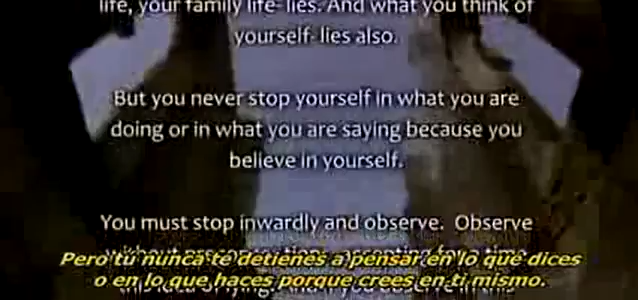 life, your family life- lies. And what you think of
yourself- lies also.
But you never stop yourself in what you are
doing or in what you are saying because you
believe in yourself.
You must stop inwardly and observe. Observe
Pero tú nunca te detienes a pensar en lo que dices
o en lo que haces porque crees en ti mismo.